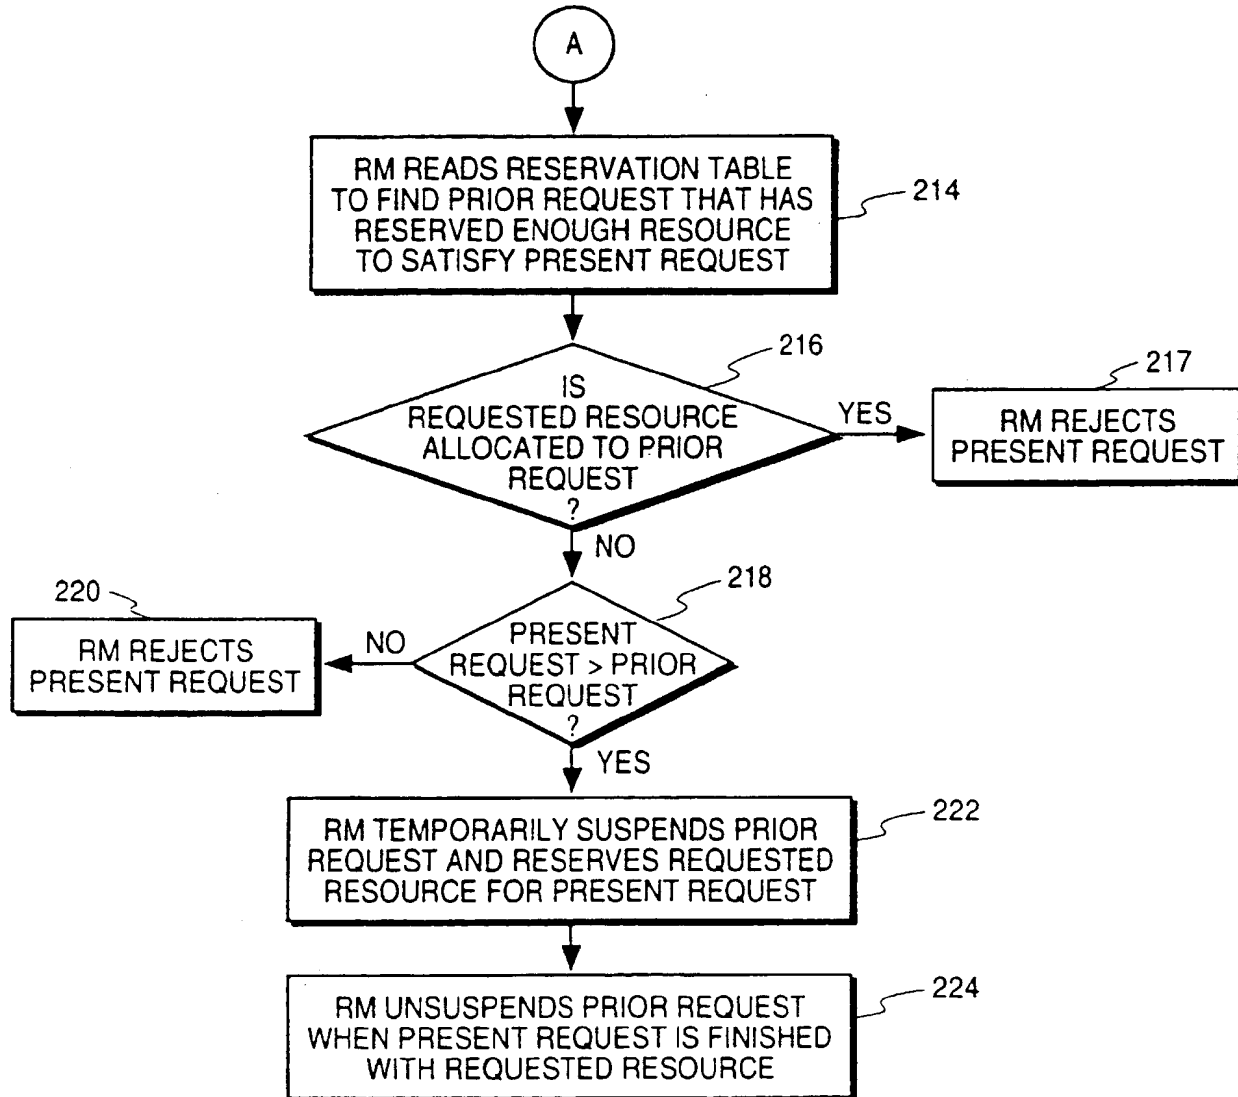 A
RM READS RESERVATION TABLE
TO FIND PRIOR REQUEST THAT HAS
RESERVED ENOUGH RESOURCE
TO SATISFY PRESENT REQUEST
214
216
IS
REQUESTED RESOURCE
ALLOCATED TO PRIOR
REQUEST
?
YES
217
RM REJECTS
PRESENT REQUEST
NO
218
PRESENT
REQUEST > PRIOR
REQUEST
?
NO
220
RM REJECTS
PRESENT REQUEST
YES
222
RM TEMPORARILY SUSPENDS PRIOR
REQUEST AND RESERVES REQUESTED
RESOURCE FOR PRESENT REQUEST
224
RM UNSUSPENDS PRIOR REQUEST
WHEN PRESENT REQUEST IS FINISHED
WITH REQUESTED RESOURCE